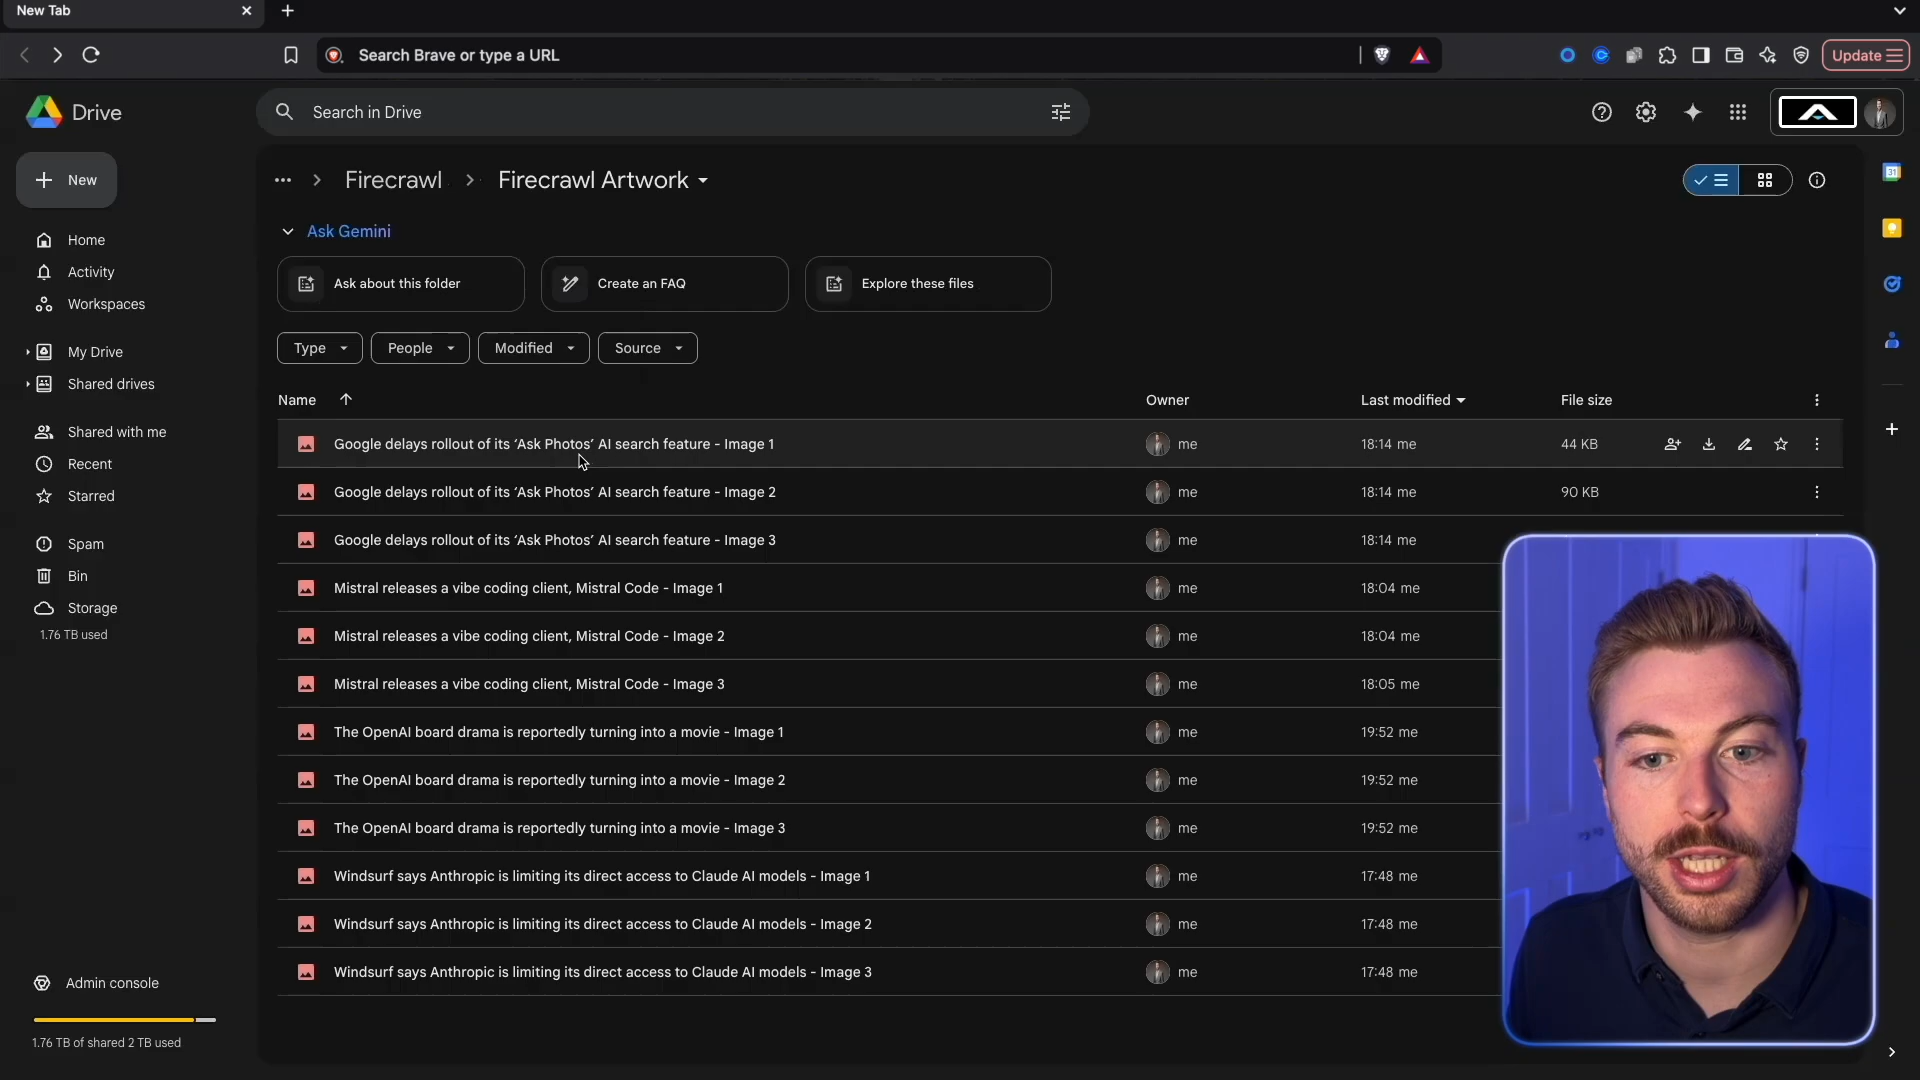 New Tab
Search Brave or type a URL
Update
Drive
Search in Drive
New
Firecrawl
Firecrawl Artwork
Home
Activity
Workspaces
My Drive
Shared drives
Shared with me
Recent
Starred
Spam
Bin
Storage
1.76 TB used
Admin console
1.76 TB of shared 2 TB used
Ask Gemini
Ask about this folder
Create an FAQ
Explore these files
Type
People
Modified
Source
Name Owner Last modified File size
Google delays rollout of its ‘Ask Photos’ AI search feature - Image 1 me 18:14 me 44 KB
Google delays rollout of its ‘Ask Photos’ AI search feature - Image 2 me 18:14 me 90 KB
Google delays rollout of its ‘Ask Photos’ AI search feature - Image 3 me 18:14 me
Mistral releases a vibe coding client, Mistral Code - Image 1 me 18:04 me
Mistral releases a vibe coding client, Mistral Code - Image 2 me 18:04 me
Mistral releases a vibe coding client, Mistral Code - Image 3 me 18:05 me
The OpenAI board drama is reportedly turning into a movie - Image 1 me 19:52 me
The OpenAI board drama is reportedly turning into a movie - Image 2 me 19:52 me
The OpenAI board drama is reportedly turning into a movie - Image 3 me 19:52 me
Windsurf says Anthropic is limiting its direct access to Claude AI models - Image 1 me 17:48 me
Windsurf says Anthropic is limiting its direct access to Claude AI models - Image 2 me 17:48 me
Windsurf says Anthropic is limiting its direct access to Claude AI models - Image 3 me 17:48 me
31